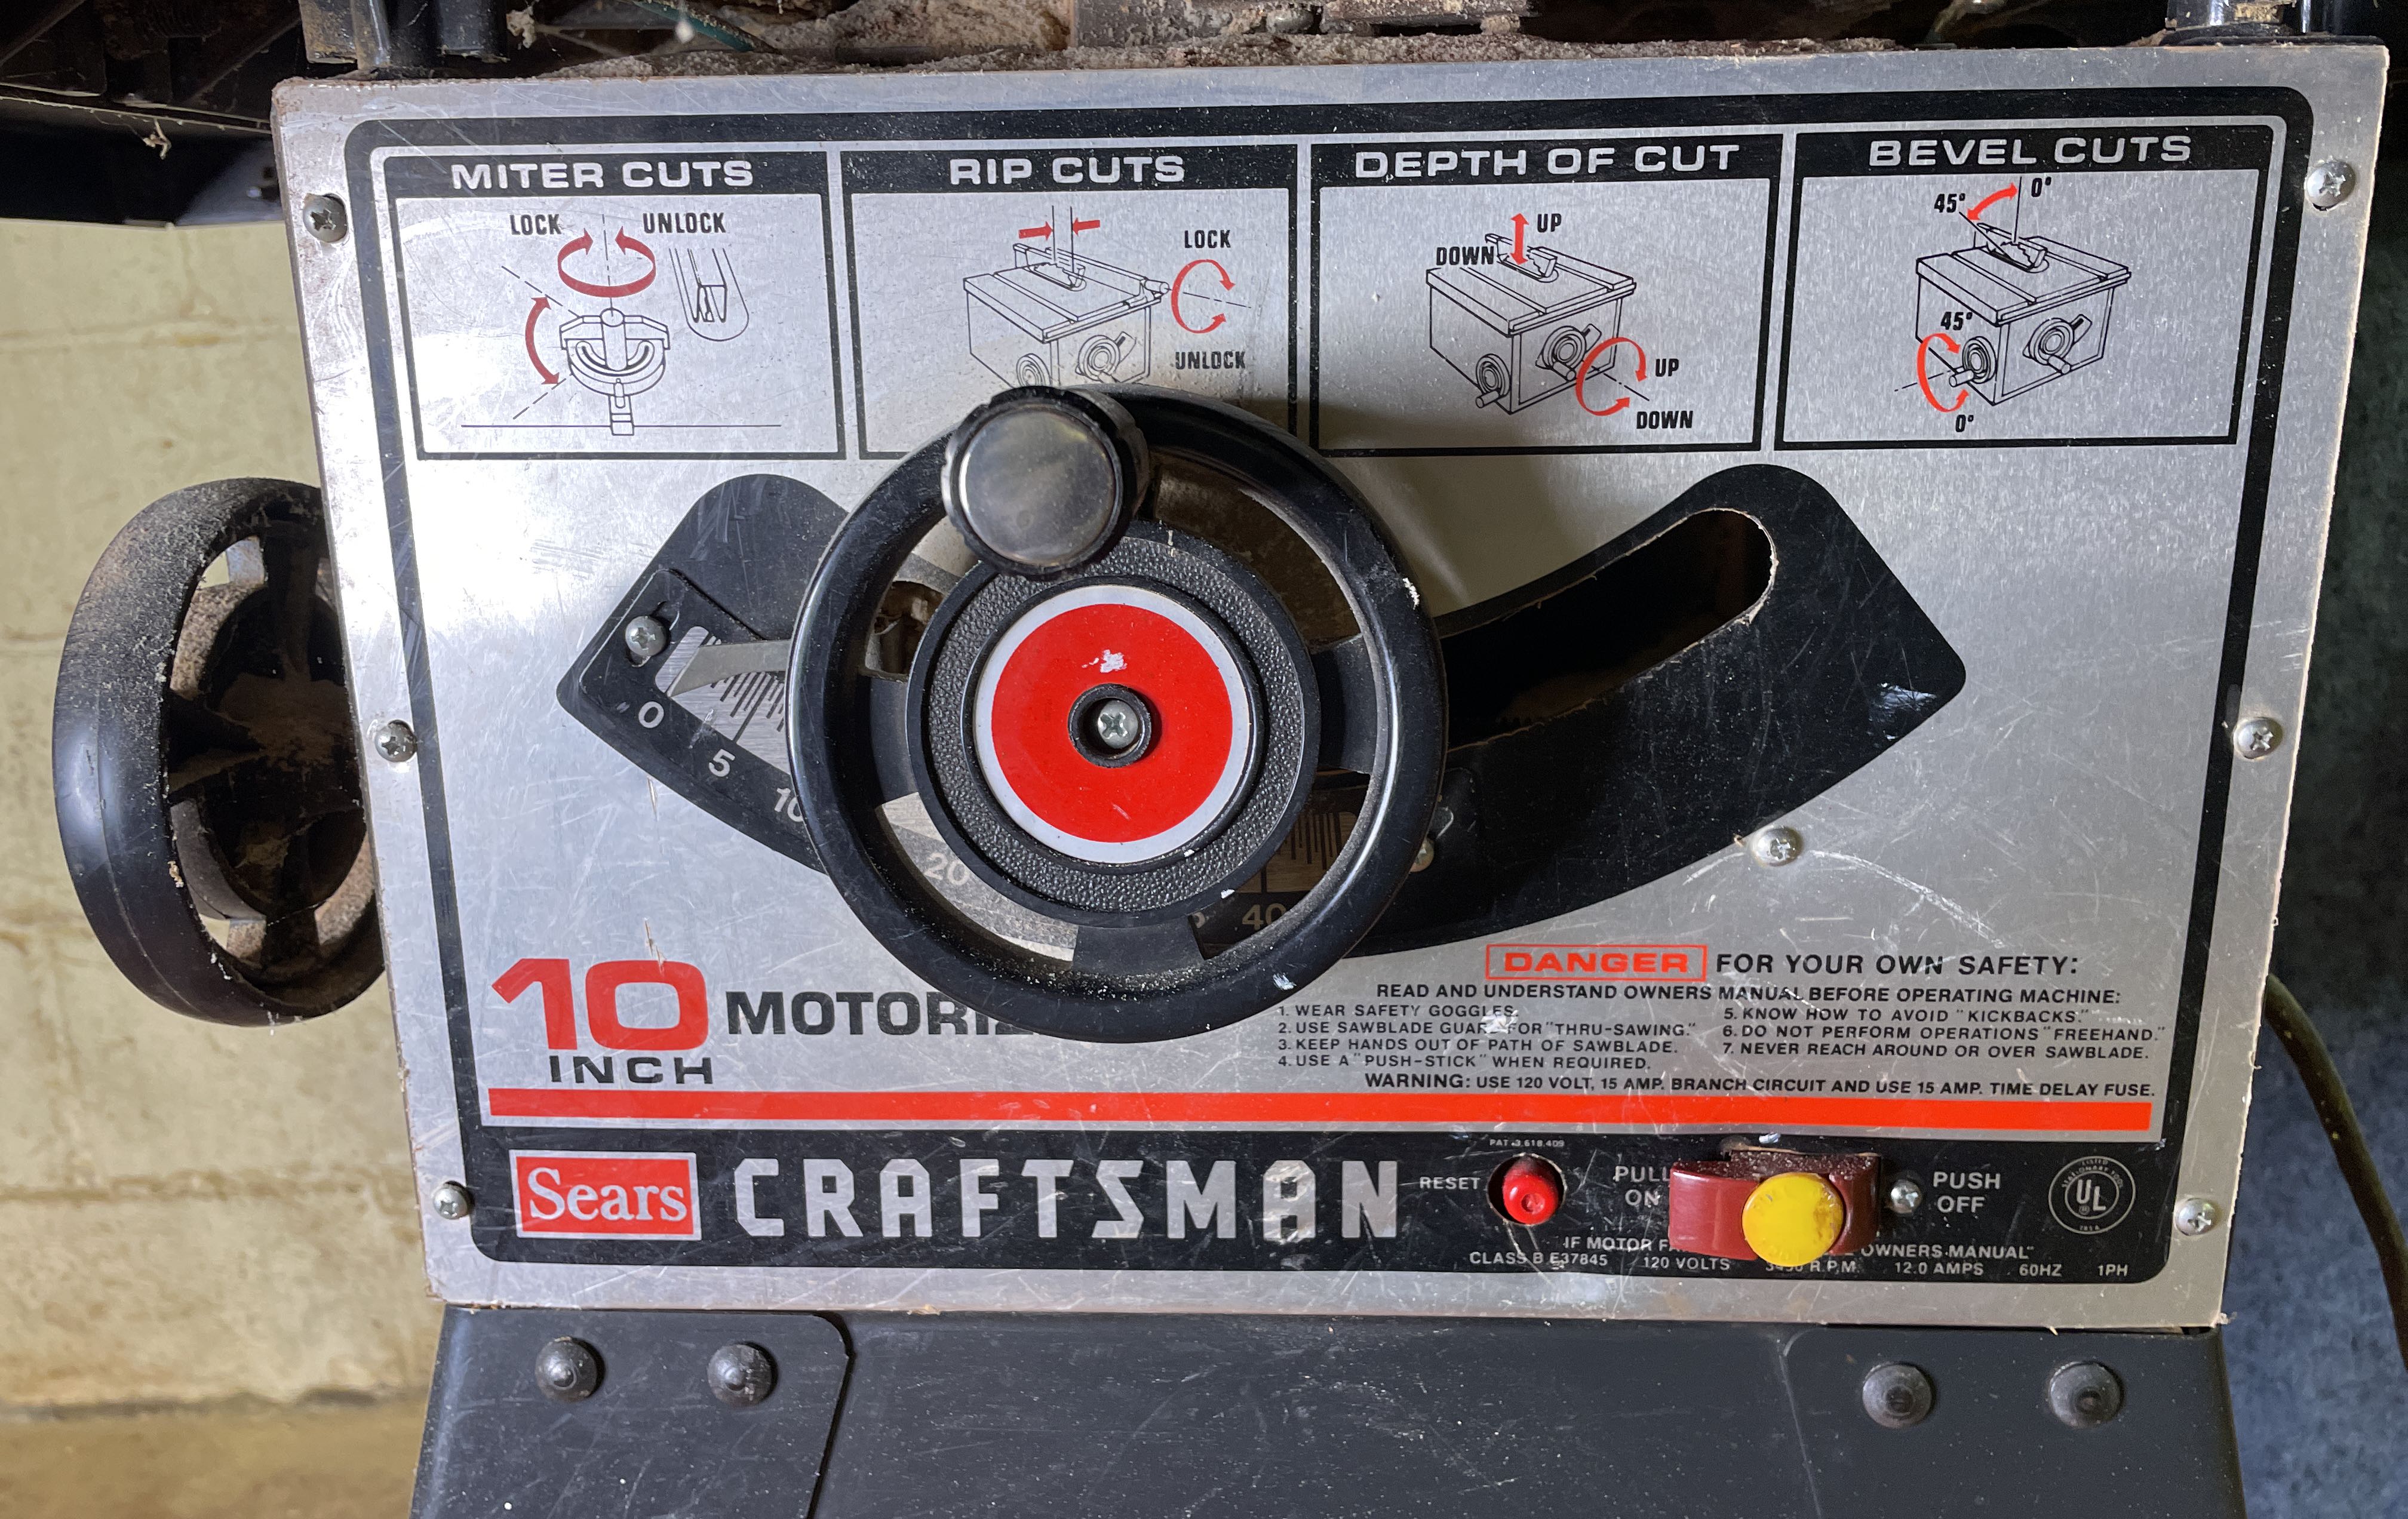 MITER CUTS
LOCK UNLOCK
RIP CUTS
LOCK
UNLOCK
DEPTH OF CUT
UP
DOWN
UP
DOWN
BEVEL CUTS
45° 0°
45°
0°
0
5
10
20
40
10
INCH
DANGER FOR YOUR OWN SAFETY:
READ AND UNDERSTAND OWNERS MANUAL BEFORE OPERATING MACHINE:
1. WEAR SAFETY GOGGLES.
2. USE SAWBLADE GUARD FOR "THRU-SAWING."
3. KEEP HANDS OUT OF PATH OF SAWBLADE.
4. USE A "PUSH-STICK" WHEN REQUIRED.
5. KNOW HOW TO AVOID "KICKBACKS."
6. DO NOT PERFORM OPERATIONS "FREEHAND."
7. NEVER REACH AROUND OR OVER SAWBLADE.
WARNING: USE 120 VOLT, 15 AMP. BRANCH CIRCUIT AND USE 15 AMP. TIME DELAY FUSE.
Sears CRAFTSMAN
PAT. 3,618,409
RESET
PULL
ON
PUSH
OFF
UL
IF MOTOR OWNERS MANUAL"
CLASS B E37845 120 VOLTS R.P.M. 12.0 AMPS 60HZ 1PH